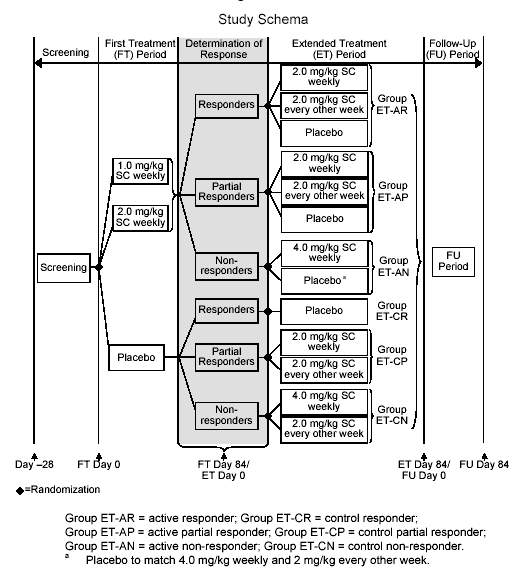 Study Schema
Screening
First Treatment
(FT) Period
Determination of
Response
Extended Treatment
(ET) Period
Follow-Up
(FU) Period
2.0 mg/kg SC
weekly
Responders
2.0 mg/kg SC
every other week
Group
ET-AR
Placebo
1.0 mg/kg
SC weekly
2.0 mg/kg SC
weekly
Partial
Responders
2.0 mg/kg SC
every other week
Group
ET-AP
2.0 mg/kg
SC weekly
Placebo
Screening
Non-
responders
4.0 mg/kg SC
weekly
Placebo a
Group
ET-AN
FU
Period
Responders
Placebo
Group
ET-CR
Placebo
Partial
Responders
2.0 mg/kg SC
weekly
2.0 mg/kg SC
every other week
Group
ET-CP
Non-
responders
4.0 mg/kg SC
weekly
2.0 mg/kg SC
every other week
Group
ET-CN
Day –28
FT Day 0
FT Day 84/
ET Day 0
ET Day 84/
FU Day 0
FU Day 84
◆=Randomization
Group ET-AR = active responder; Group ET-CR = control responder;
Group ET-AP = active partial responder; Group ET-CP = control partial responder;
Group ET-AN = active non-responder; Group ET-CN = control non-responder.
a Placebo to match 4.0 mg/kg weekly and 2 mg/kg every other week.